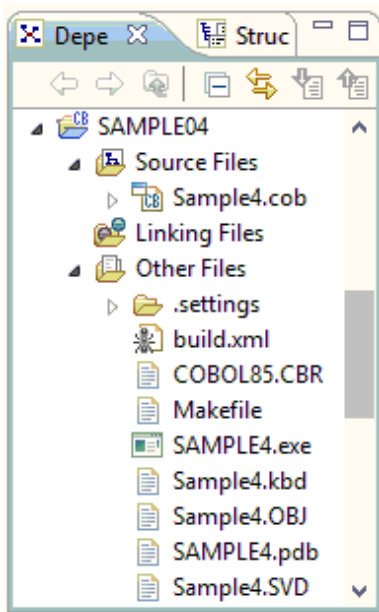 Depe Struc
SAMPLE04
Source Files
Sample4.cob
Linking Files
Other Files
.settings
build.xml
COBOL85.CBR
Makefile
SAMPLE4.exe
Sample4.kbd
Sample4.OBJ
SAMPLE4.pdb
Sample4.SVD